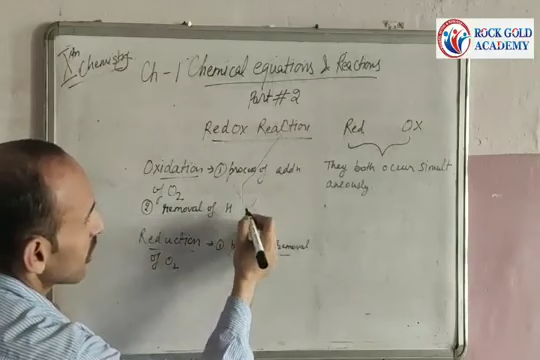 ROCK GOLD
ACADEMY
Xth Chemistry
Ch-1 Chemical equations & Reactions
Part #2
Redox Reaction
Red OX
Oxidation → ① process of addn
of O2
② removal of H
They both occur simult
aneously
Reduction → ① removal
of O2